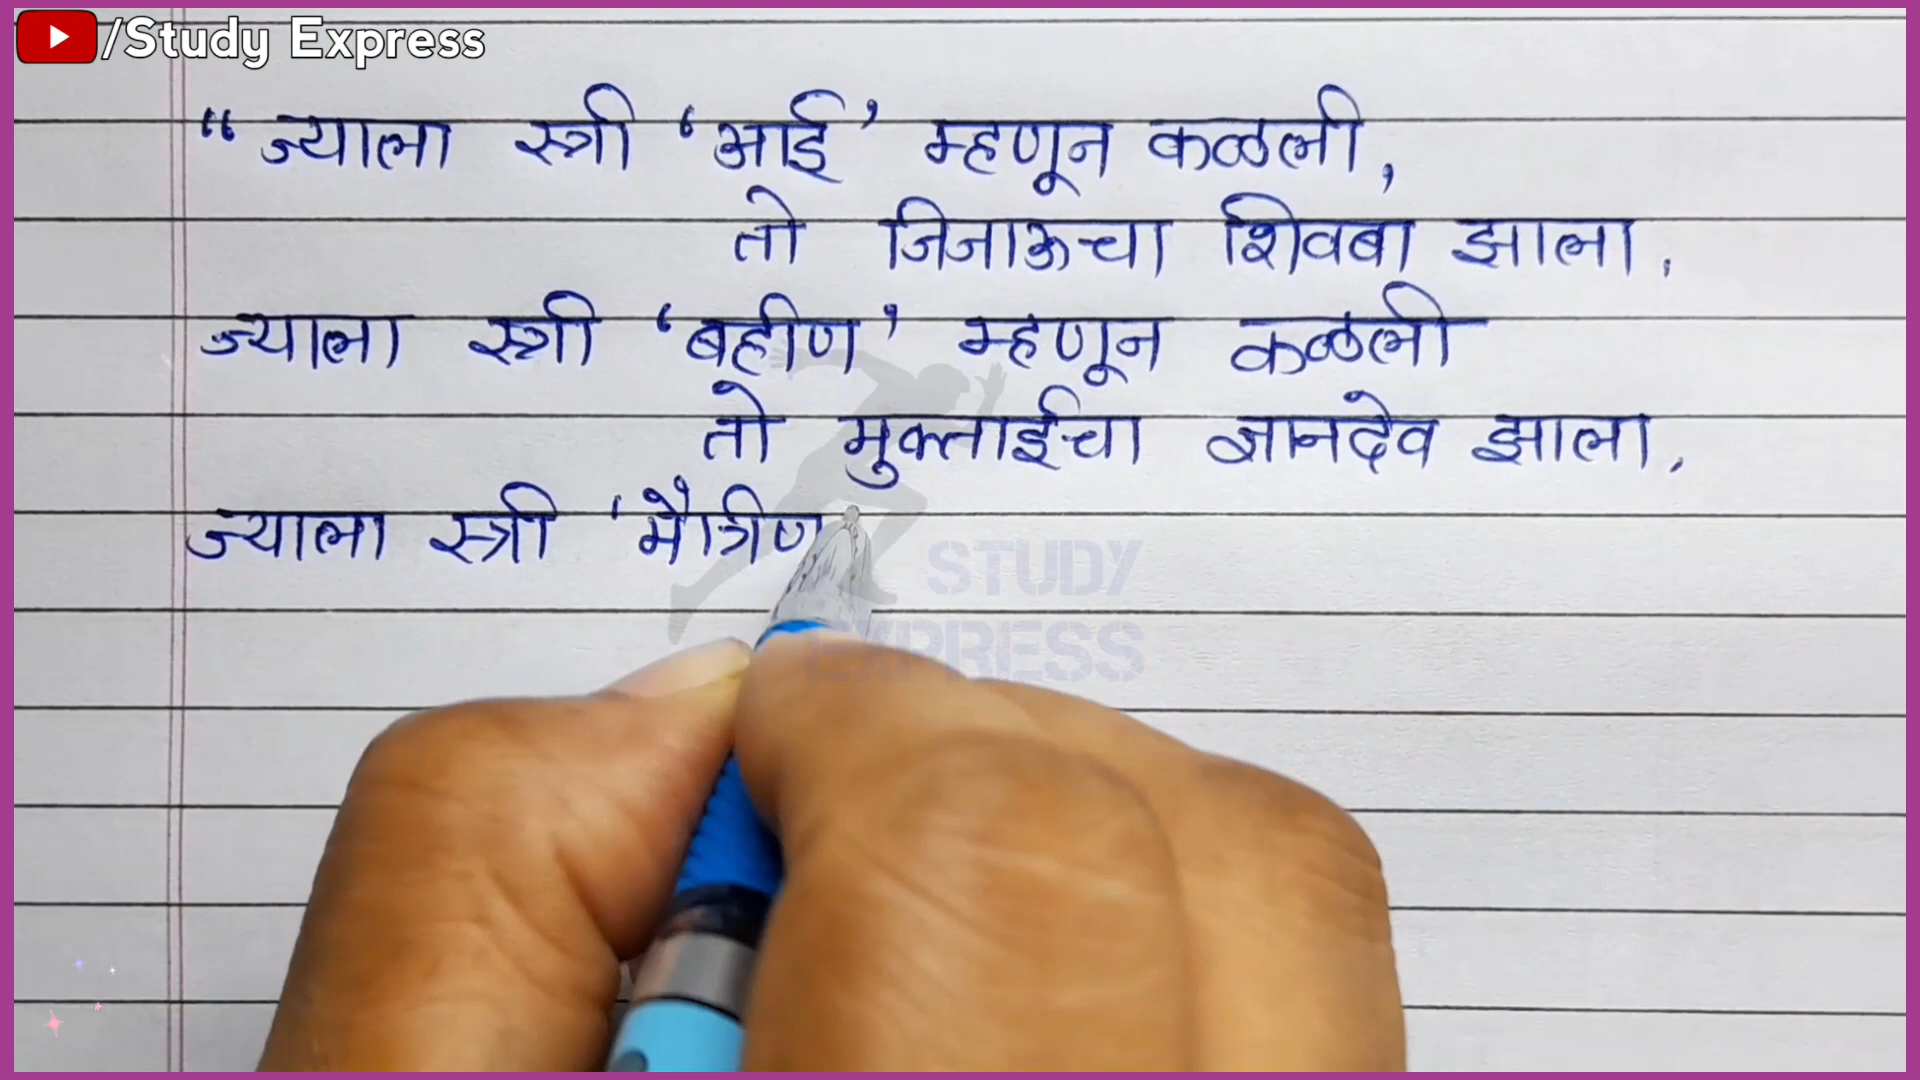 /Study Express
“ ज्याला स्त्री ‘आई’ म्हणून कळली,
तो जिजाऊचा शिवबा झाला.
ज्याला स्त्री ‘बहीण’ म्हणून कळली
तो मुक्ताईचा ज्ञानदेव झाला.
ज्याला स्त्री ‘मैत्रीण
STUDY
EXPRESS